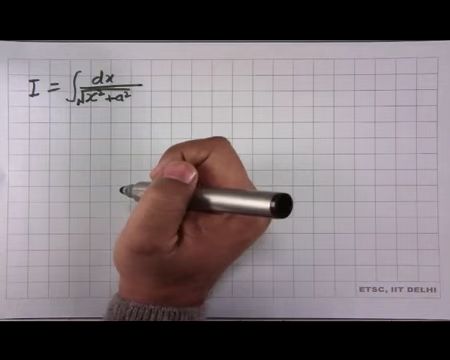 I = ∫ dx / √(x² + a²)
ETSC, IIT DELHI